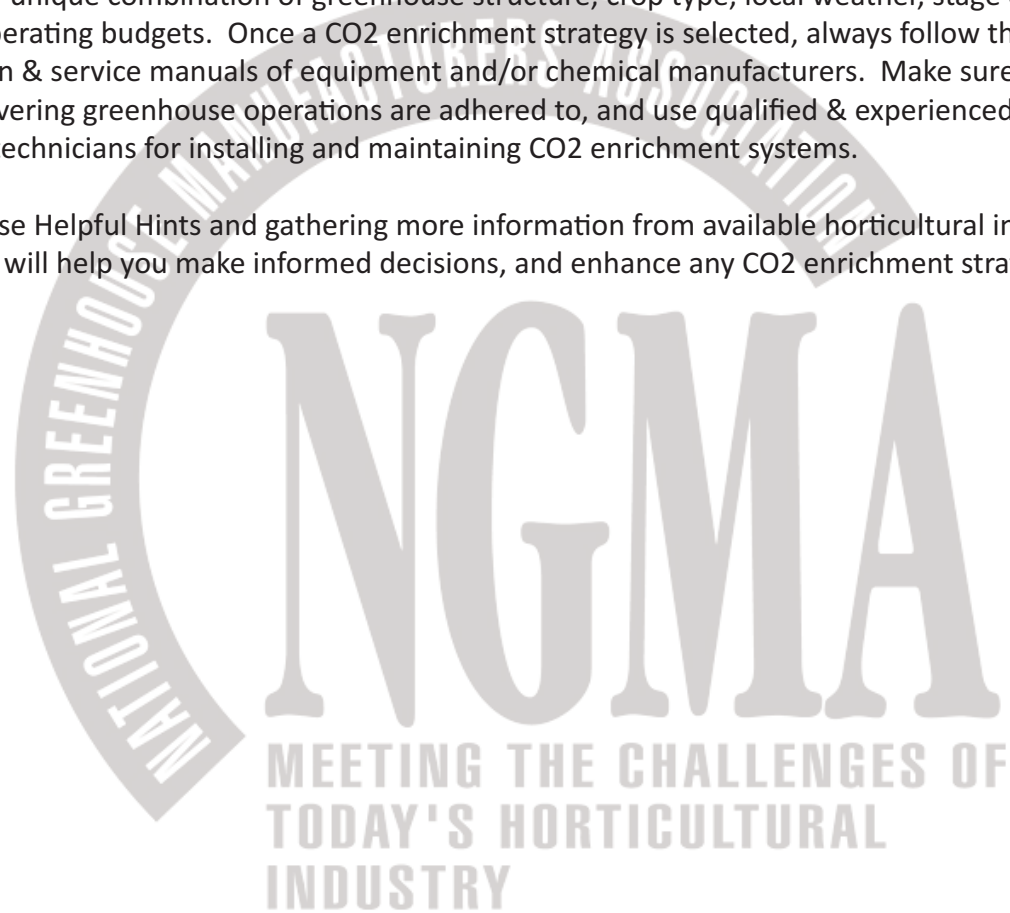 unique combination of greenhouse structure, crop type, local weather, stage
perating budgets. Once a CO2 enrichment strategy is selected, always follow th
n & service manuals of equipment and/or chemical manufacturers. Make sure
vering greenhouse operations are adhered to, and use qualified & experienced
technicians for installing and maintaining CO2 enrichment systems.
se Helpful Hints and gathering more information from available horticultural in
will help you make informed decisions, and enhance any CO2 enrichment stra
NATIONAL GREENHOUSE MANUFACTURERS ASSOCIATION
NGMA
MEETING THE CHALLENGES OF
TODAY'S HORTICULTURAL
INDUSTRY